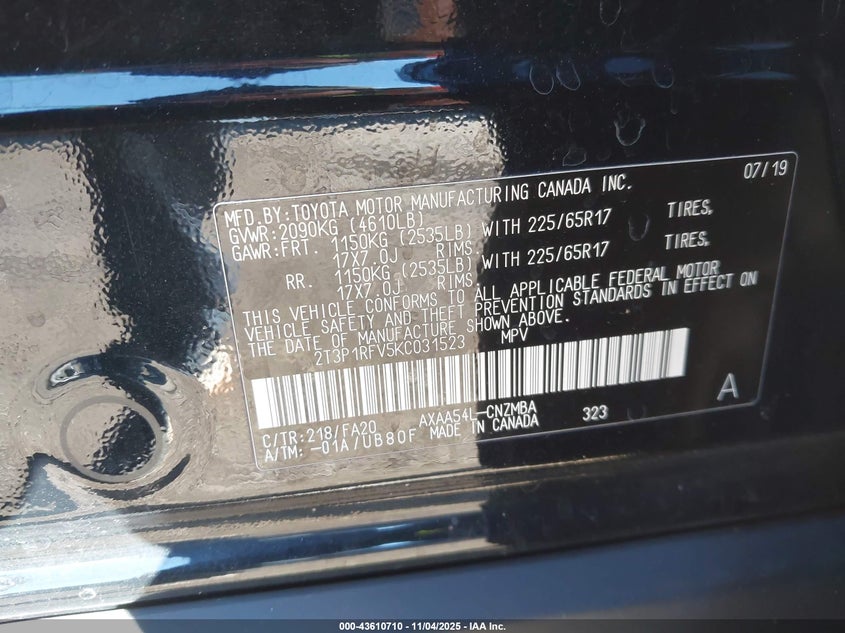 07/19
MFD.BY:TOYOTA MOTOR MANUFACTURING CANADA INC.
GVWR:2090KG (4610LB)
GAWR:FRT. 1150KG (2535LB) WITH 225/65R17 TIRES,
17X7.0J RIMS
RR. 1150KG (2535LB) WITH 225/65R17 TIRES,
17X7.0J RIMS
THIS VEHICLE CONFORMS TO ALL APPLICABLE FEDERAL MOTOR
VEHICLE SAFETY AND THEFT PREVENTION STANDARDS IN EFFECT ON
THE DATE OF MANUFACTURE SHOWN ABOVE.
2T3P1RFV5KC031523 MPV
A
C/TR:218/FA20 AXAA54L-CNZMBA 323
A/TM:-01A/UB80F MADE IN CANADA
000-43610710 - 11/04/2025 - IAA Inc.